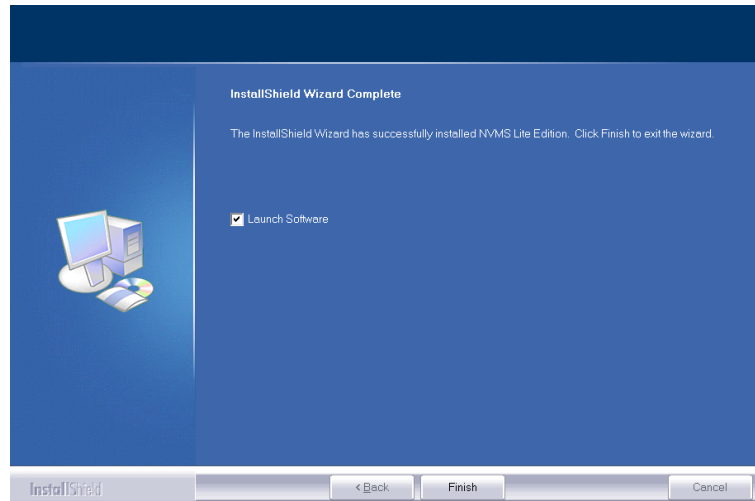 InstallShield Wizard Complete
The InstallShield Wizard has successfully installed NVMS Lite Edition. Click Finish to exit the wizard.
Launch Software
InstallShield
< Back
Finish
Cancel